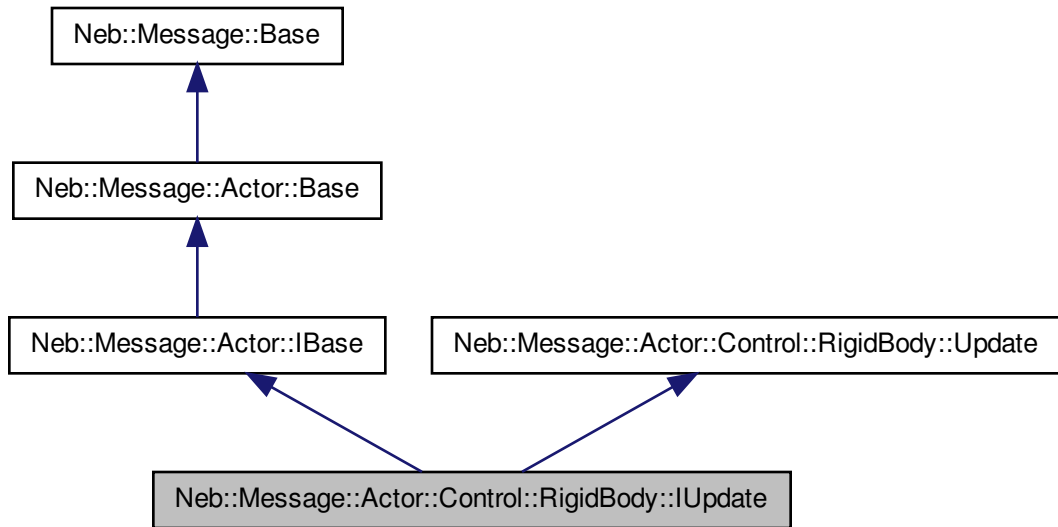 Neb::Message::Base
Neb::Message::Actor::Base
Neb::Message::Actor::IBase
Neb::Message::Actor::Control::RigidBody::Update
Neb::Message::Actor::Control::RigidBody::IUpdate